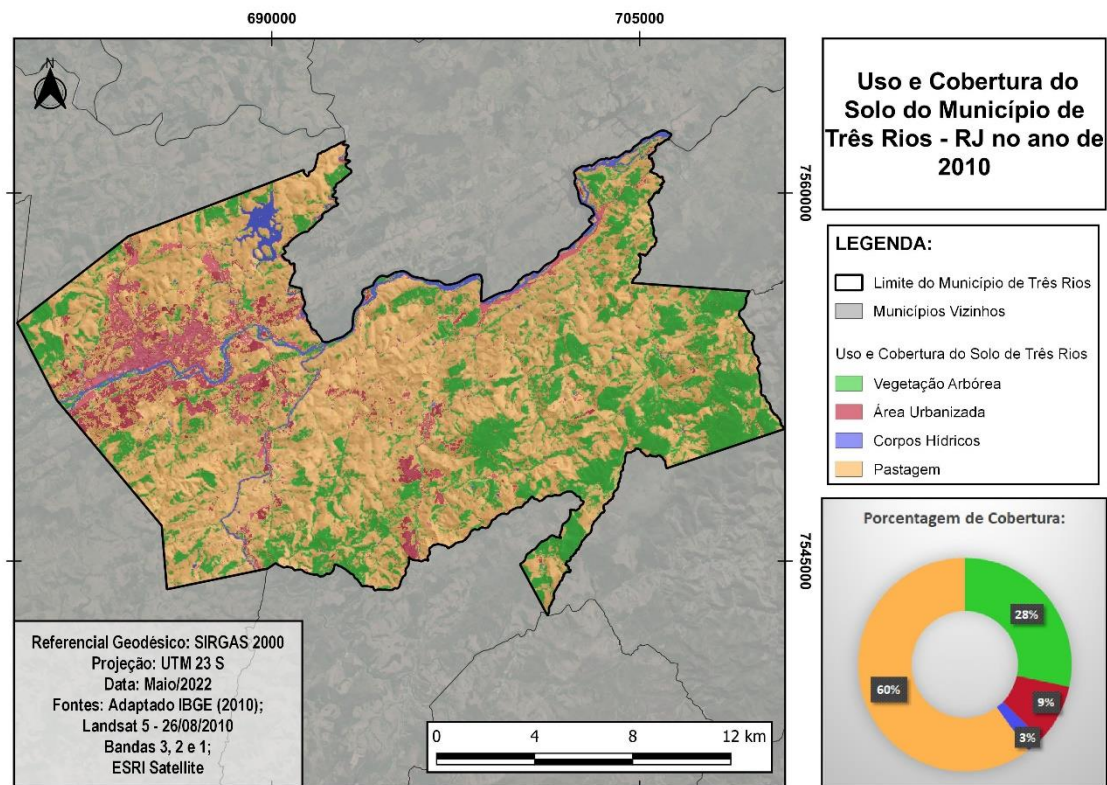 690000
705000
N
7560000
7545000
Uso e Cobertura do
Solo do Município de
Três Rios - RJ no ano de
2010
LEGENDA:
Limite do Município de Três Rios
Municípios Vizinhos
Uso e Cobertura do Solo de Três Rios
Vegetação Arbórea
Área Urbanizada
Corpos Hídricos
Pastagem
Porcentagem de Cobertura:
28%
9%
3%
60%
Referencial Geodésico: SIRGAS 2000
Projeção: UTM 23 S
Data: Maio/2022
Fontes: Adaptado IBGE (2010);
Landsat 5 - 26/08/2010
Bandas 3, 2 e 1;
ESRI Satellite
0 4 8 12 km